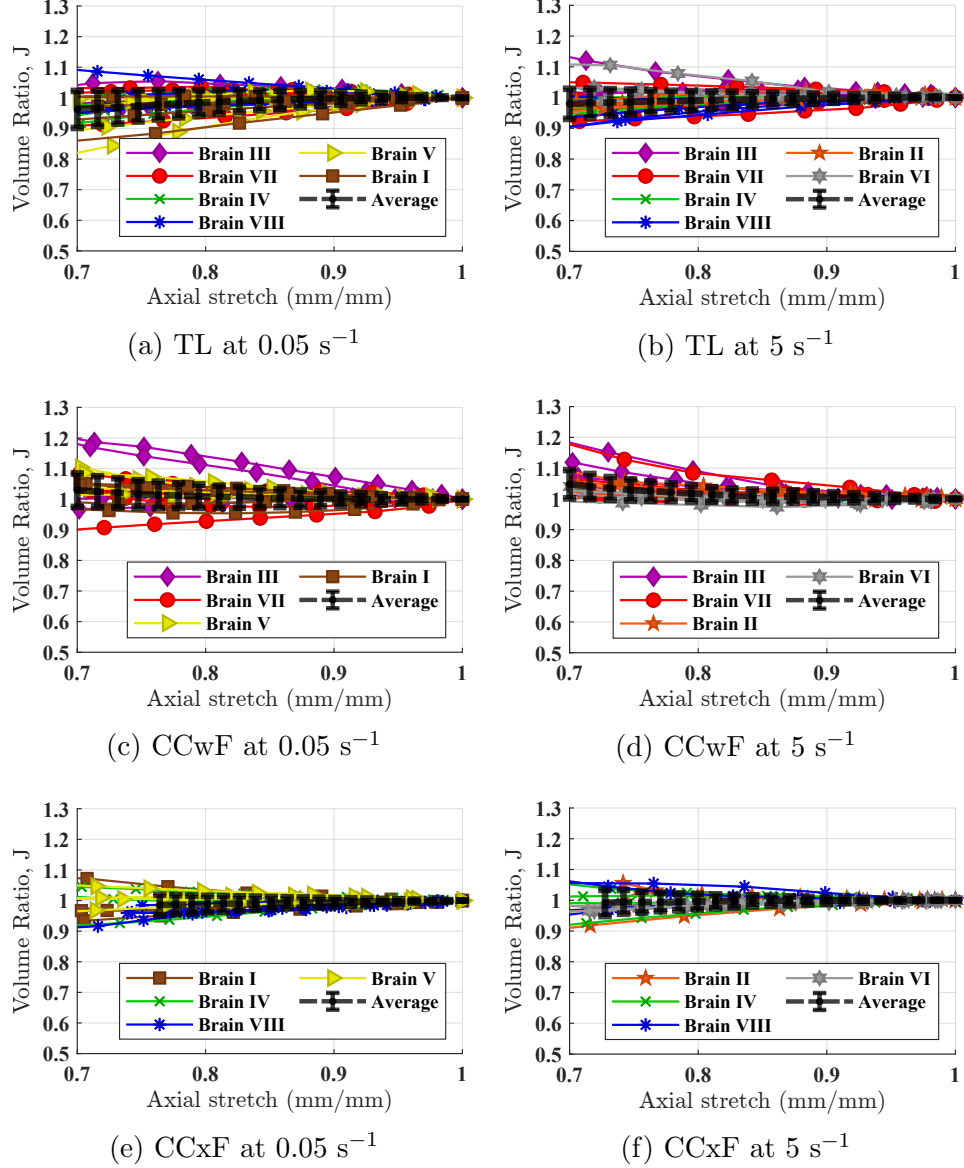 1.3
1.2
1.1
1
0.9
0.8
0.7
0.6
0.5
Volume Ratio, J
Brain III
Brain VII
Brain IV
Brain VIII
Brain V
Brain I
Average
0.7 0.8 0.9 1
Axial stretch (mm/mm)
(a) TL at 0.05 s⁻¹
1.3
1.2
1.1
1
0.9
0.8
0.7
0.6
0.5
Volume Ratio, J
Brain III
Brain VII
Brain IV
Brain VIII
Brain II
Brain VI
Average
0.7 0.8 0.9 1
Axial stretch (mm/mm)
(b) TL at 5 s⁻¹
1.3
1.2
1.1
1
0.9
0.8
0.7
0.6
0.5
Volume Ratio, J
Brain III
Brain VII
Brain V
Brain I
Average
0.7 0.8 0.9 1
Axial stretch (mm/mm)
(c) CCwF at 0.05 s⁻¹
1.3
1.2
1.1
1
0.9
0.8
0.7
0.6
0.5
Volume Ratio, J
Brain III
Brain VII
Brain II
Brain VI
Average
0.7 0.8 0.9 1
Axial stretch (mm/mm)
(d) CCwF at 5 s⁻¹
1.3
1.2
1.1
1
0.9
0.8
0.7
0.6
0.5
Volume Ratio, J
Brain I
Brain IV
Brain VIII
Brain V
Average
0.7 0.8 0.9 1
Axial stretch (mm/mm)
(e) CCxF at 0.05 s⁻¹
1.3
1.2
1.1
1
0.9
0.8
0.7
0.6
0.5
Volume Ratio, J
Brain II
Brain IV
Brain VIII
Brain VI
Average
0.7 0.8 0.9 1
Axial stretch (mm/mm)
(f) CCxF at 5 s⁻¹